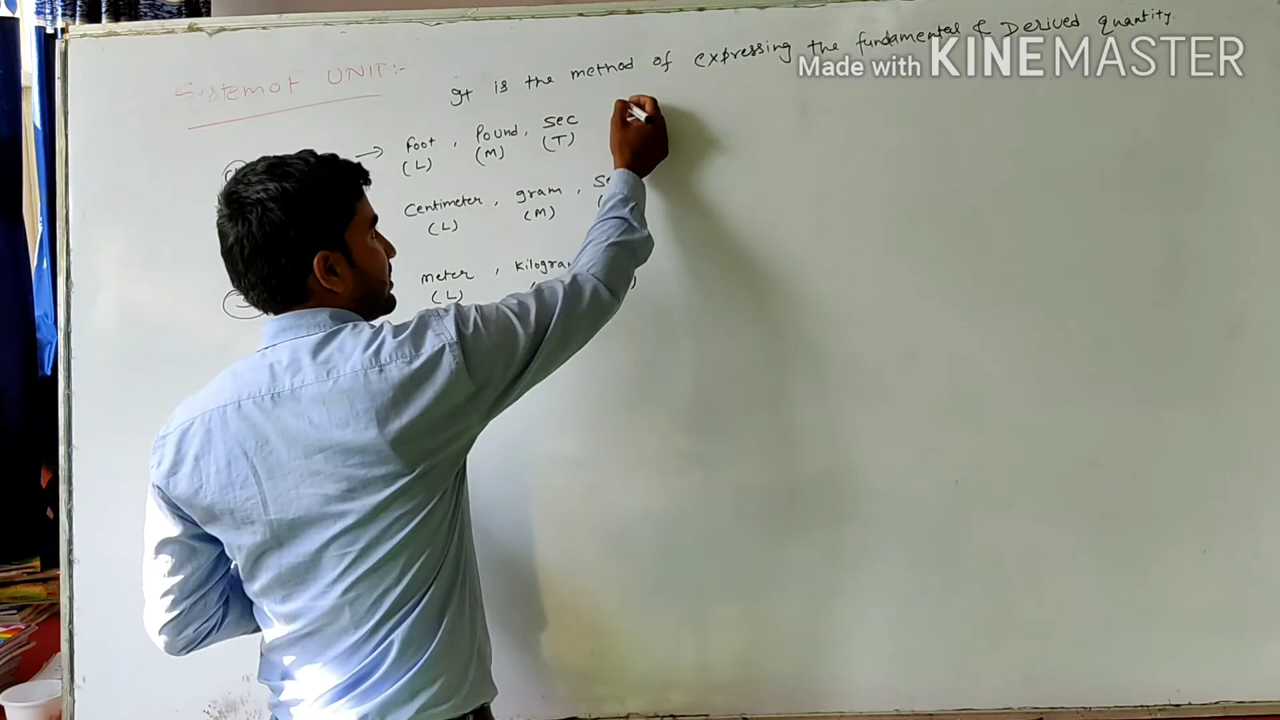 System of UNIT:-
It is the method of expressing the fundamental & Derived quantity
Made with KINEMASTER
→ Foot, Pound, Sec
(L) (M) (T)
Centimeter, gram,
(L) (M)
meter, 
(L)